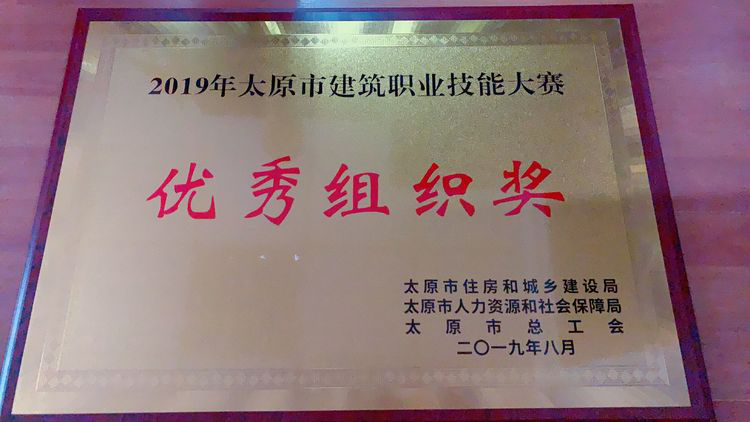 2019年太原市建筑职业技能大赛
优秀组织奖
太原市住房和城乡建设局
太原市人力资源和社会保障局
太原市总工会
二〇一九年八月